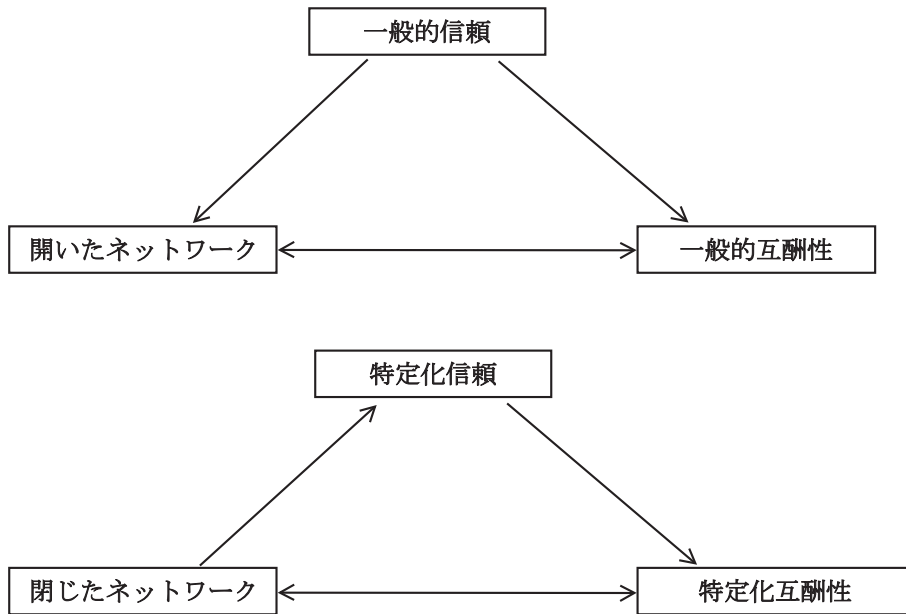 一般的信頼
開いたネットワーク
一般的互酬性
特定化信頼
閉じたネットワーク
特定化互酬性